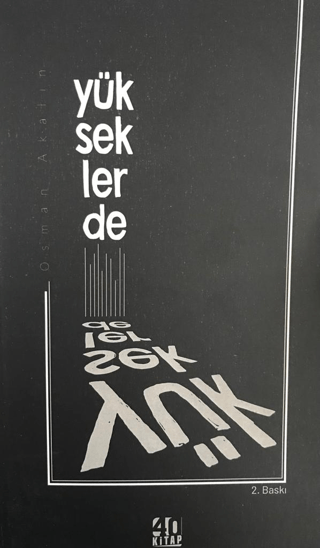 Osman Akatın
yük
sek
ler
de
de
ler
sek
yük
2. Baskı
40
KİTAP